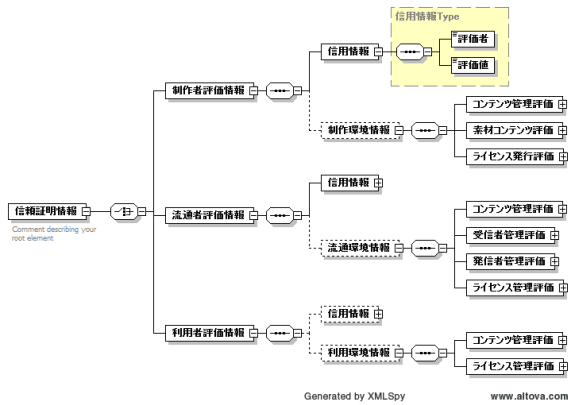 信用情報Type
評価者
信用情報
評価値
制作者評価情報
コンテンツ管理評価
制作環境情報
素材コンテンツ評価
ライセンス発行評価
信用情報
コンテンツ管理評価
信頼証明情報
流通者評価情報
受信者管理評価
Comment describing your
root element
流通環境情報
発信者管理評価
ライセンス管理評価
信用情報
利用者評価情報
コンテンツ管理評価
利用環境情報
ライセンス管理評価
Generated by XMLSpy
www.altova.com